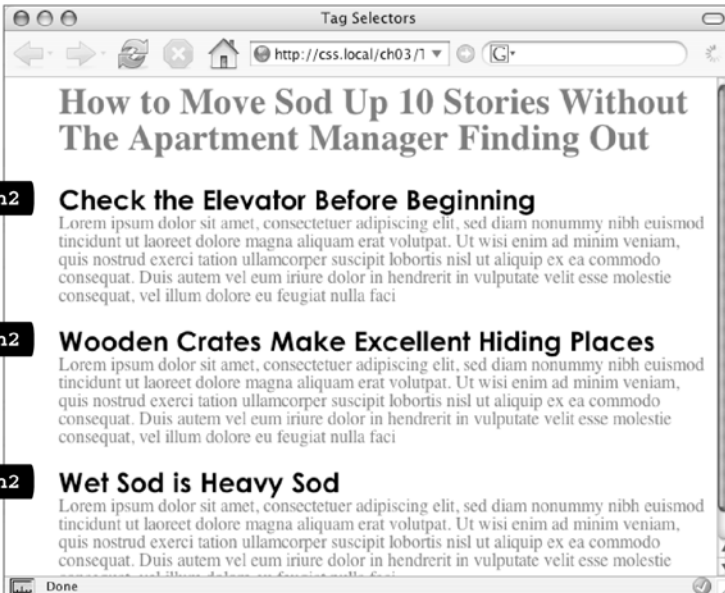 Tag Selectors
http://css.local/ch03/
G
How to Move Sod Up 10 Stories Without
The Apartment Manager Finding Out
h2
Check the Elevator Before Beginning
Lorem ipsum dolor sit amet, consectetuer adipiscing elit, sed diam nonummy nibh euismod
tincidunt ut laoreet dolore magna aliquam erat volutpat. Ut wisi enim ad minim veniam,
quis nostrud exerci tation ullamcorper suscipit lobortis nisl ut aliquip ex ea commodo
consequat. Duis autem vel eum iriure dolor in hendrerit in vulputate velit esse molestie
consequat, vel illum dolore eu feugiat nulla faci
h2
Wooden Crates Make Excellent Hiding Places
Lorem ipsum dolor sit amet, consectetuer adipiscing elit, sed diam nonummy nibh euismod
tincidunt ut laoreet dolore magna aliquam erat volutpat. Ut wisi enim ad minim veniam,
quis nostrud exerci tation ullamcorper suscipit lobortis nisl ut aliquip ex ea commodo
consequat. Duis autem vel eum iriure dolor in hendrerit in vulputate velit esse molestie
consequat, vel illum dolore eu feugiat nulla faci
h2
Wet Sod is Heavy Sod
Lorem ipsum dolor sit amet, consectetuer adipiscing elit, sed diam nonummy nibh euismod
tincidunt ut laoreet dolore magna aliquam erat volutpat. Ut wisi enim ad minim veniam,
quis nostrud exerci tation ullamcorper suscipit lobortis nisl ut aliquip ex ea commodo
consequat. Duis autem vel eum iriure dolor in hendrerit in vulputate velit esse molestie
Done